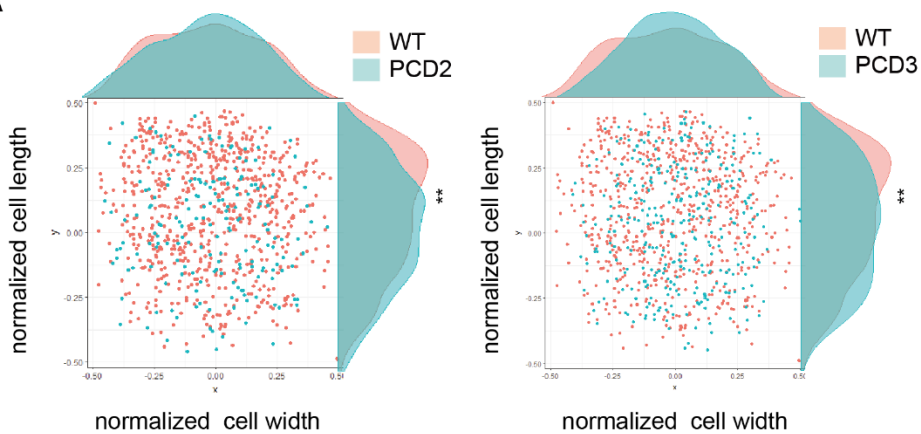 A
WT
PCD2
normalized cell length
y
0.50
0.25
0.00
-0.25
-0.50
**
-0.50 -0.25 0.00 0.25 0.5
x
normalized cell width
WT
PCD3
normalized cell length
y
0.50
0.25
0.00
-0.25
-0.50
**
-0.50 -0.25 0.00 0.25 0.50
x
normalized cell width